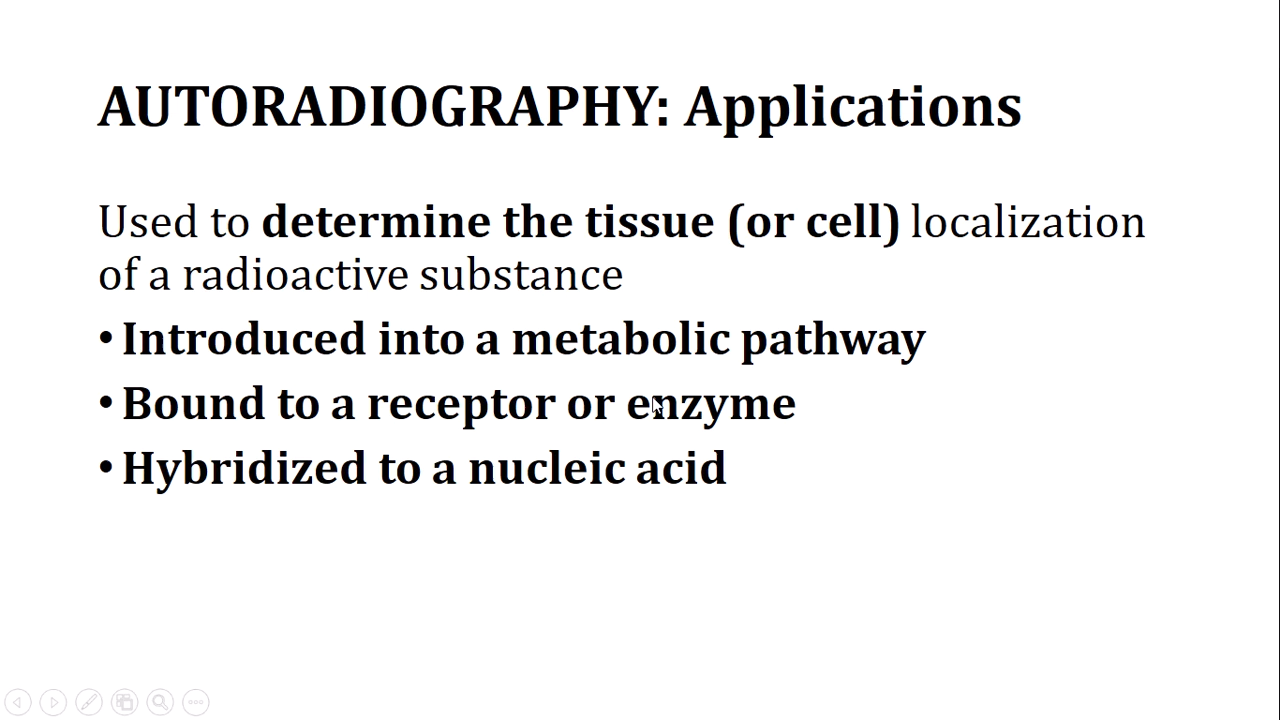 AUTORADIOGRAPHY: Applications
Used to determine the tissue (or cell) localization
of a radioactive substance
• Introduced into a metabolic pathway
• Bound to a receptor or enzyme
• Hybridized to a nucleic acid